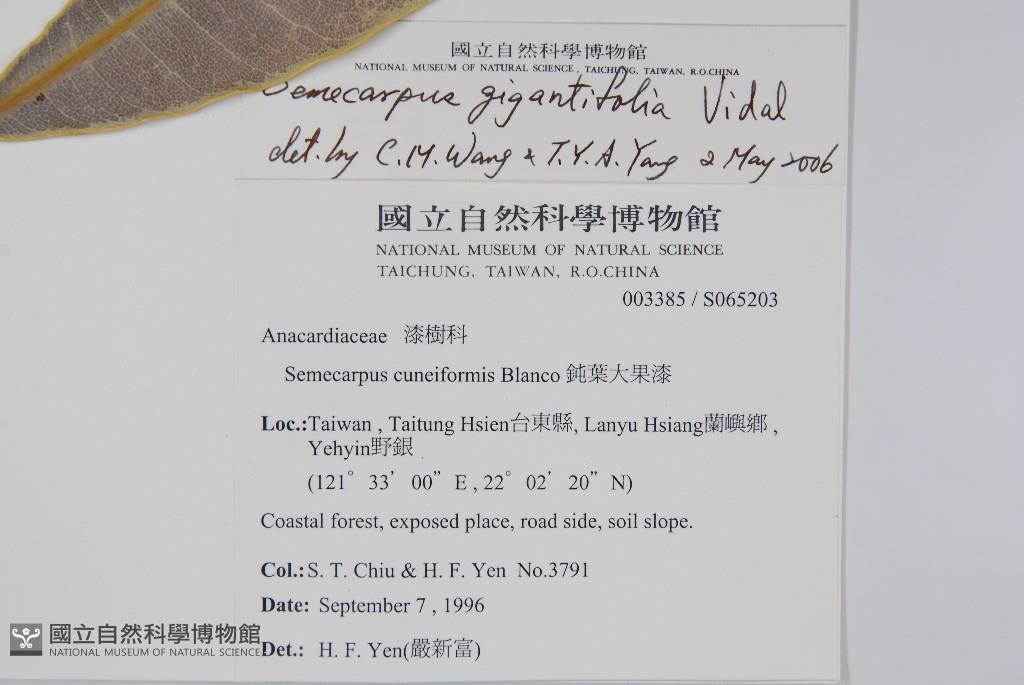 國立自然科學博物館
NATIONAL MUSEUM OF NATURAL SCIENCE, TAICHUNG, TAIWAN, R.O.CHINA
Semecarpus gigantifolia Vidal
det. by C.M. Wang & T.Y.A. Yang 2 May 2006
國立自然科學博物館
NATIONAL MUSEUM OF NATURAL SCIENCE
TAICHUNG, TAIWAN, R.O.CHINA
003385 / S065203
Anacardiaceae 漆樹科
Semecarpus cuneiformis Blanco 鈍葉大果漆
Loc.:Taiwan , Taitung Hsien台東縣, Lanyu Hsiang蘭嶼鄉 ,
Yehyin野銀
(121° 33' 00" E , 22° 02' 20" N)
Coastal forest, exposed place, road side, soil slope.
Col.: S. T. Chiu & H. F. Yen No.3791
Date: September 7 , 1996
Det.: H. F. Yen(嚴新富)
國立自然科學博物館
NATIONAL MUSEUM OF NATURAL SCIENCE